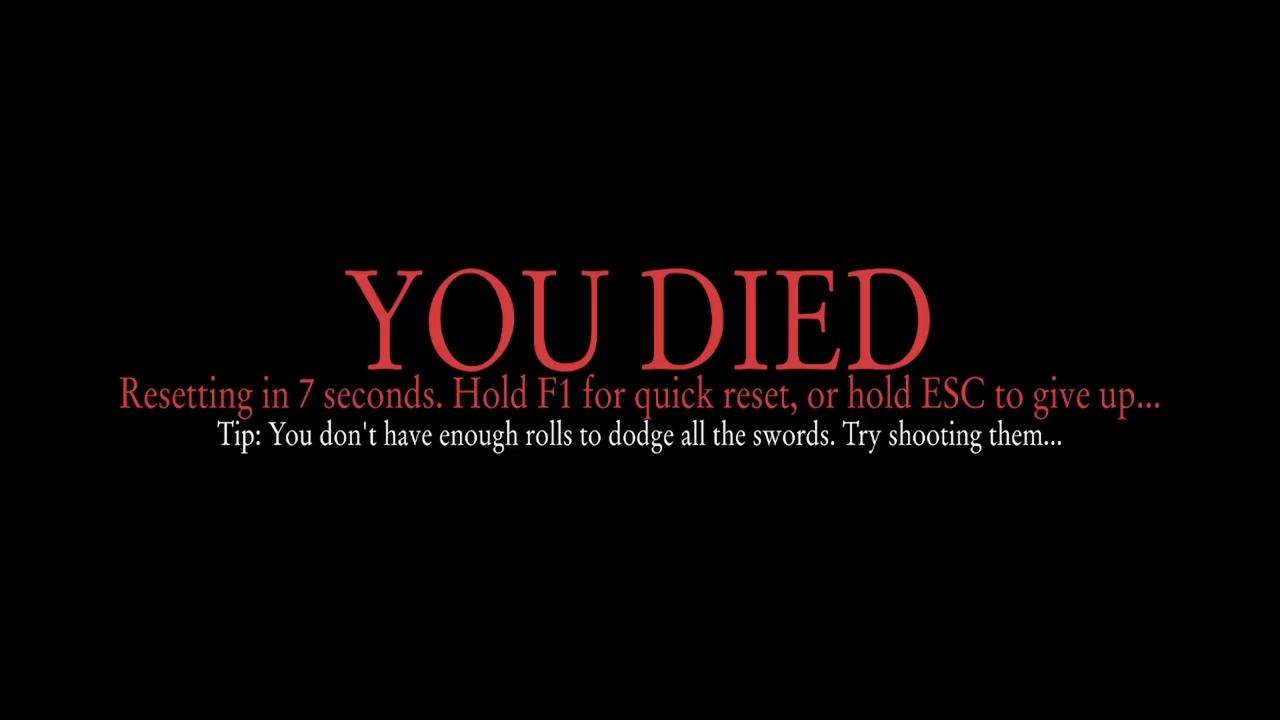 YOU DIED
Resetting in 7 seconds. Hold F1 for quick reset, or hold ESC to give up...
Tip: You don't have enough rolls to dodge all the swords. Try shooting them...